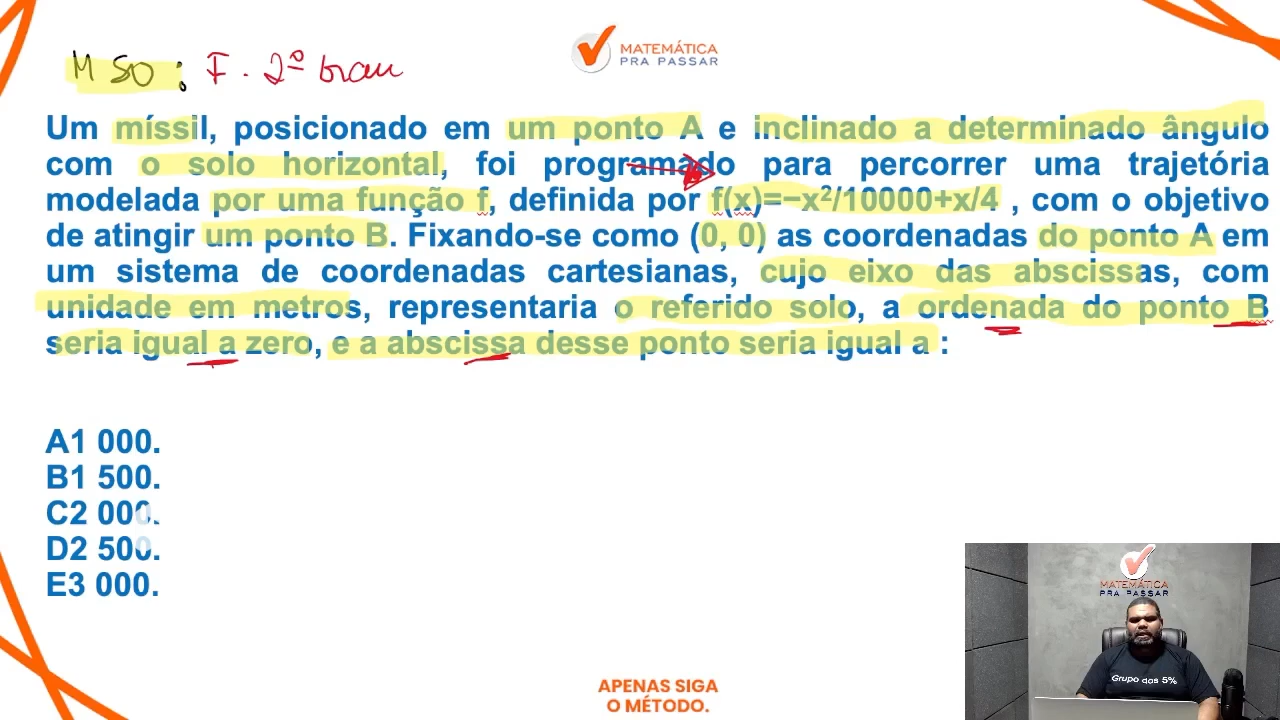 M SO : F. 2º Grau
MATEMÁTICA
PRA PASSAR
Um míssil, posicionado em um ponto A e inclinado a determinado ângulo
com o solo horizontal, foi programado para percorrer uma trajetória
modelada por uma função f, definida por f(x)=−x²/10000+x/4 , com o objetivo
de atingir um ponto B. Fixando-se como (0, 0) as coordenadas do ponto A em
um sistema de coordenadas cartesianas, cujo eixo das abscissas, com
unidade em metros, representaria o referido solo, a ordenada do ponto B
seria igual a zero, e a abscissa desse ponto seria igual a :
A1 000.
B1 500.
C2 000.
D2 500.
E3 000.
MATEMÁTICA
PRA PASSAR
Grupo dos 5%
APENAS SIGA
O MÉTODO.